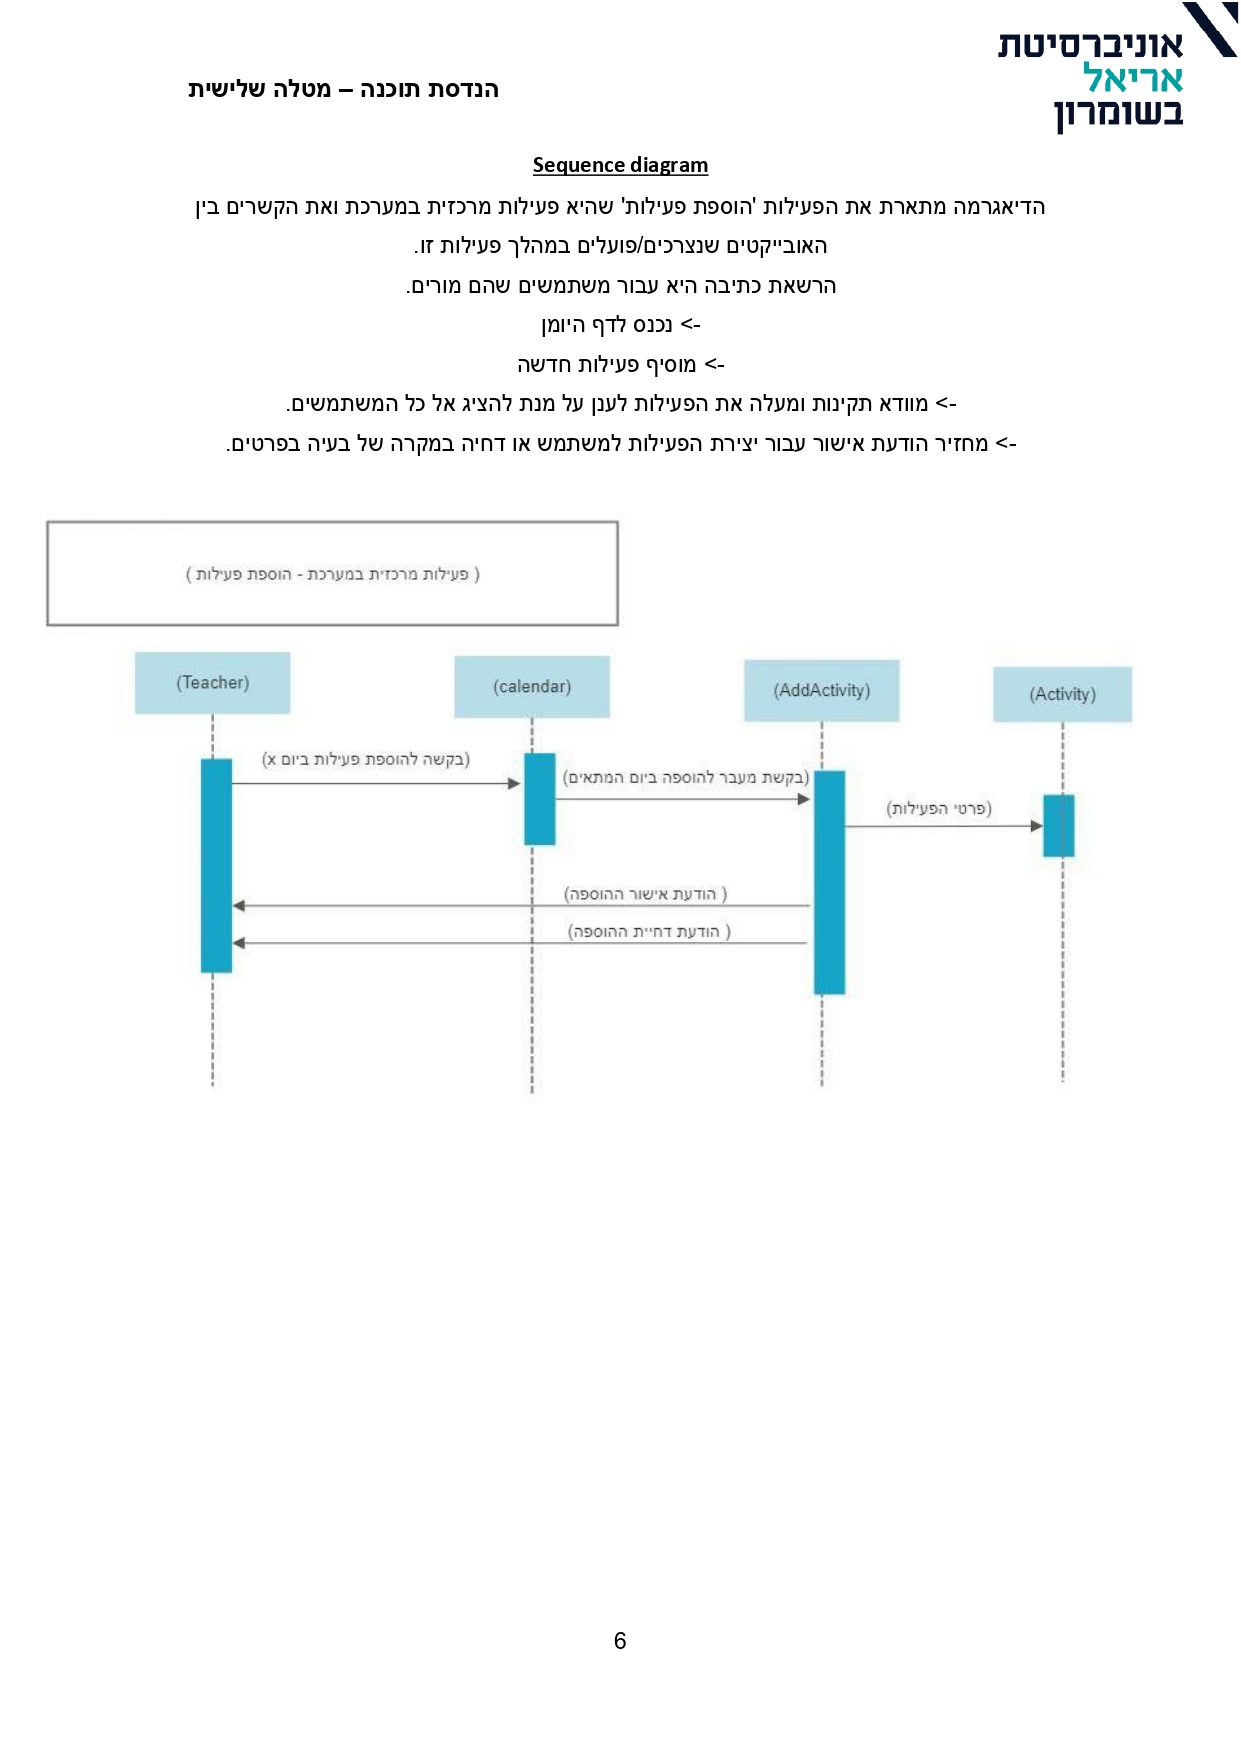 אוניברסיטת
אריאל
בשומרון
הנדסת תוכנה – מטלה שלישית
Sequence diagram
הדיאגרמה מתארת את הפעילות 'הוספת פעילות' שהיא פעילות מרכזית במערכת ואת הקשרים בין
האובייקטים שנצרכים/פועלים במהלך פעילות זו.
הרשאת כתיבה היא עבור משתמשים שהם מורים.
-> נכנס לדף היומן
-> מוסיף פעילות חדשה
-> מוודא תקינות ומעלה את הפעילות לענן על מנת להציג אל כל המשתמשים.
-> מחזיר הודעת אישור עבור יצירת הפעילות למשתמש או דחיה במקרה של בעיה בפרטים.
( פעילות מרכזית במערכת - הוספת פעילות )
(Teacher)
(calendar)
(AddActivity)
(Activity)
(בקשה להוספת פעילות ביום x)
(בקשת מעבר להוספה ביום המתאים)
(פרטי הפעילות)
( הודעת אישור ההוספה)
( הודעת דחיית ההוספה)
6